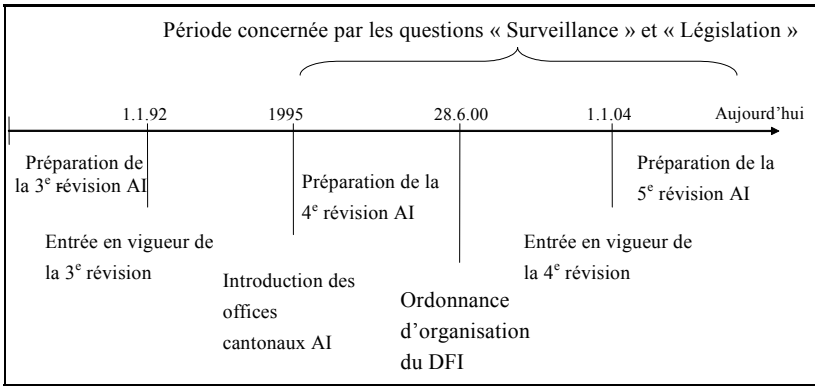 Période concernée par les questions « Surveillance » et « Législation »
1.1.92
1995
28.6.00
1.1.04
Aujourd’hui
Préparation de
la 3e révision AI
Entrée en vigueur de
la 3e révision
Introduction des
offices
cantonaux AI
Préparation de la
4e révision AI
Ordonnance
d’organisation
du DFI
Entrée en vigueur de
la 4e révision
Préparation de la
5e révision AI